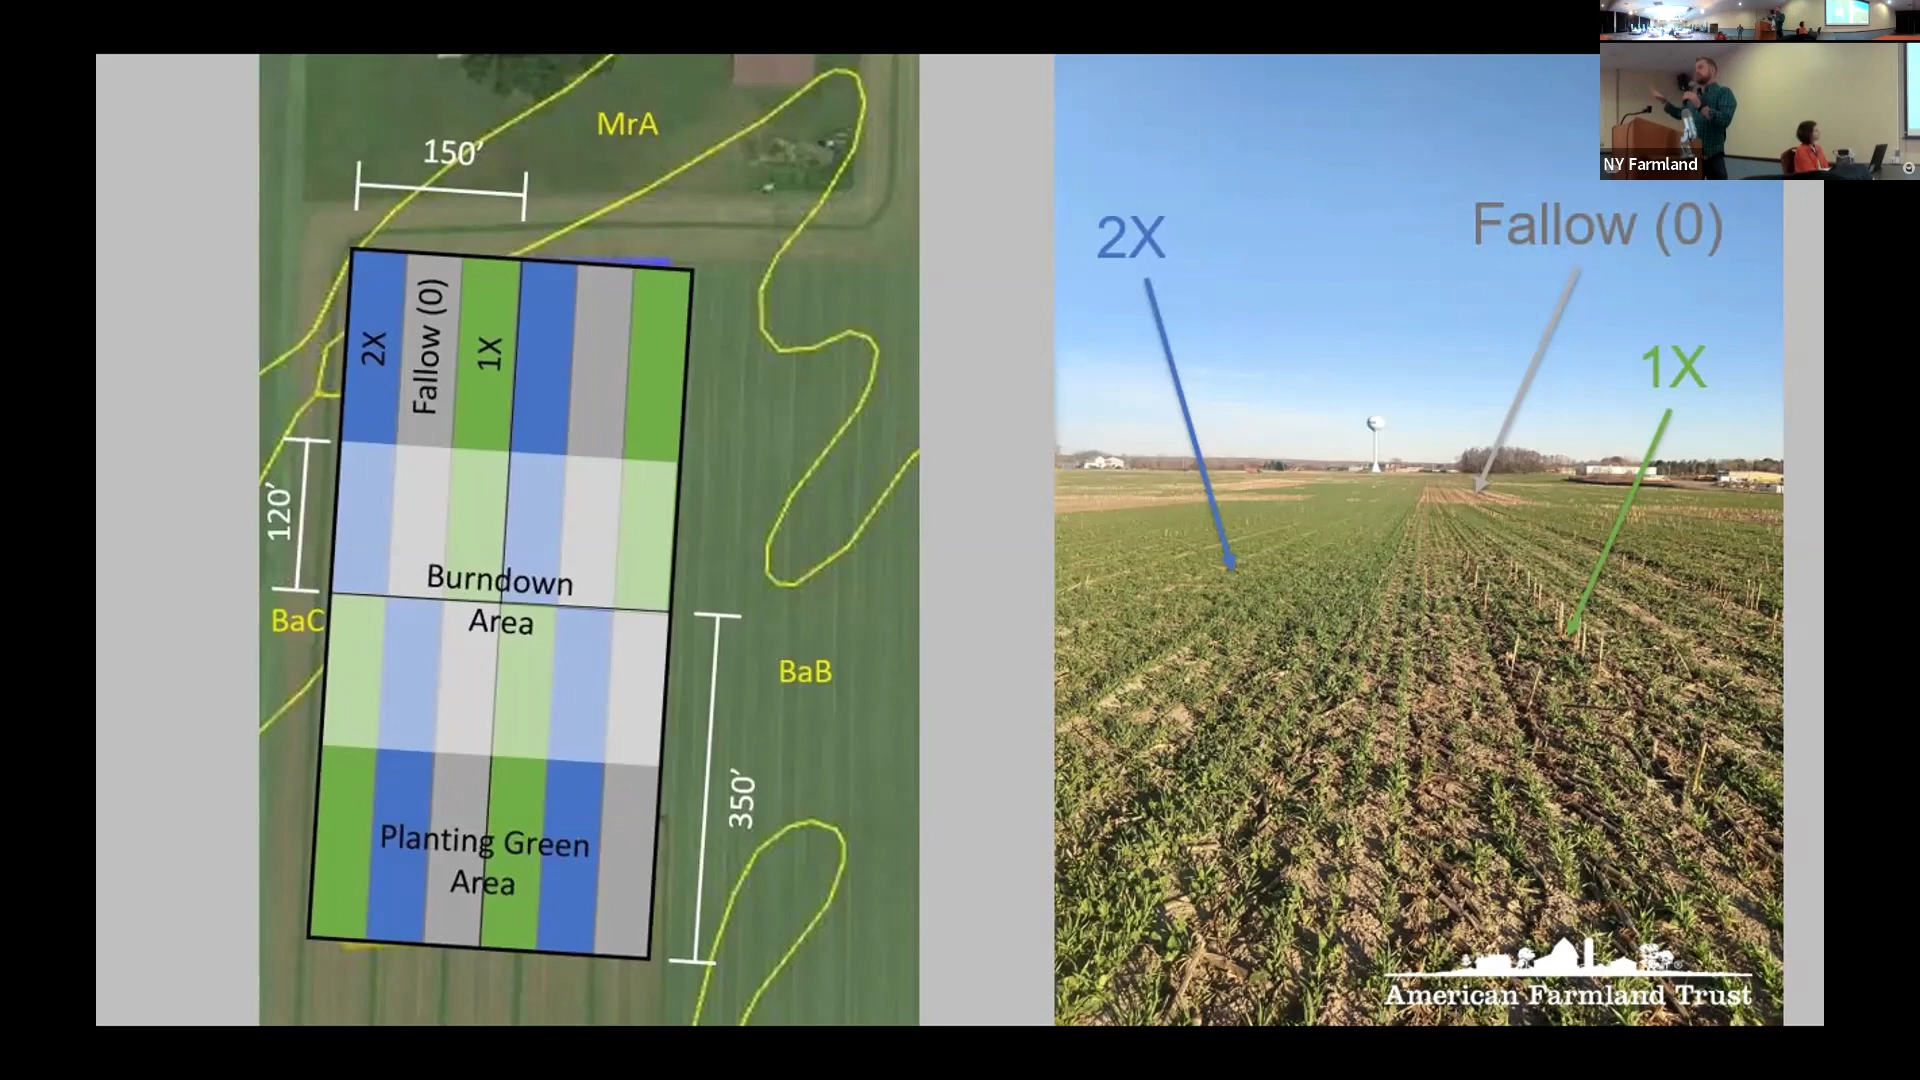 MrA
150’
2X
Fallow (0)
1X
120’
Burndown
Area
BaC
BaB
350’
Planting Green
Area
2X
Fallow (0)
1X
American Farmland Trust
NY Farmland